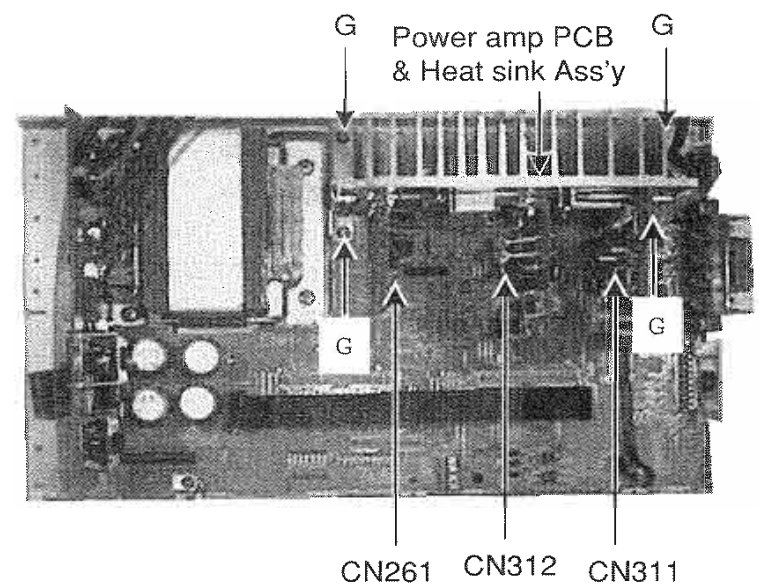 G
Power amp PCB
& Heat sink Ass'y
G
G
G
CN261
CN312
CN311